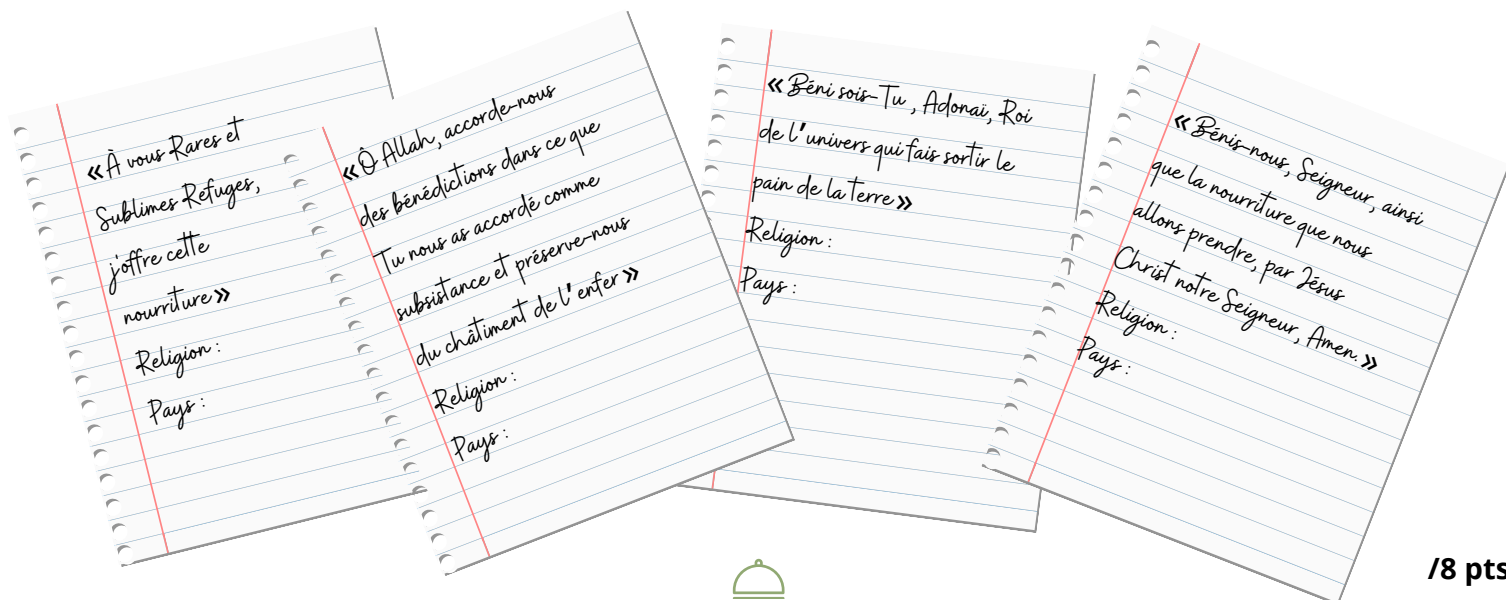 «À vous Rares et
Sublimes Refuges,
j'offre cette
nourriture»
Religion :
Pays :
«Ô Allah, accorde-nous
des bénédictions dans ce que
Tu nous as accordé comme
subsistance et préserve-nous
du châtiment de l'enfer»
Religion :
Pays :
«Béni sois-Tu, Adonaï, Roi
de l'univers qui fais sortir le
pain de la terre»
Religion :
Pays :
«Bénis-nous, Seigneur, ainsi
que la nourriture que nous
allons prendre, par Jésus
Christ notre Seigneur, Amen.»
Religion :
Pays :
/8 pts